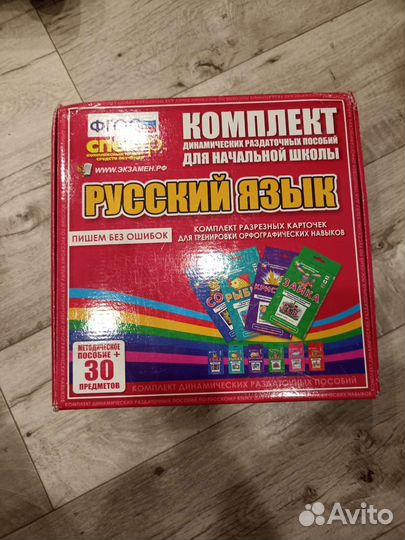 ФГОС
КОМПЛЕКТ
ДИНАМИЧЕСКИХ РАЗДАТОЧНЫХ ПОСОБИЙ
ДЛЯ НАЧАЛЬНОЙ ШКОЛЫ
СПЕКТР
WWW.ЭКЗАМЕН.РФ
РУССКИЙ ЯЗЫК
ПИШЕМ БЕЗ ОШИБОК
КОМПЛЕКТ РАЗРЕЗНЫХ КАРТОЧЕК
ДЛЯ ТРЕНИРОВКИ ОРФОГРАФИЧЕСКИХ НАВЫКОВ
ЗАЙКА
МЕТОДИЧЕСКОЕ
ПОСОБИЕ +
30
ПРЕДМЕТОВ
КОМПЛЕКТ ДИНАМИЧЕСКИХ РАЗДАТОЧНЫХ ПОСОБИЙ
Avito